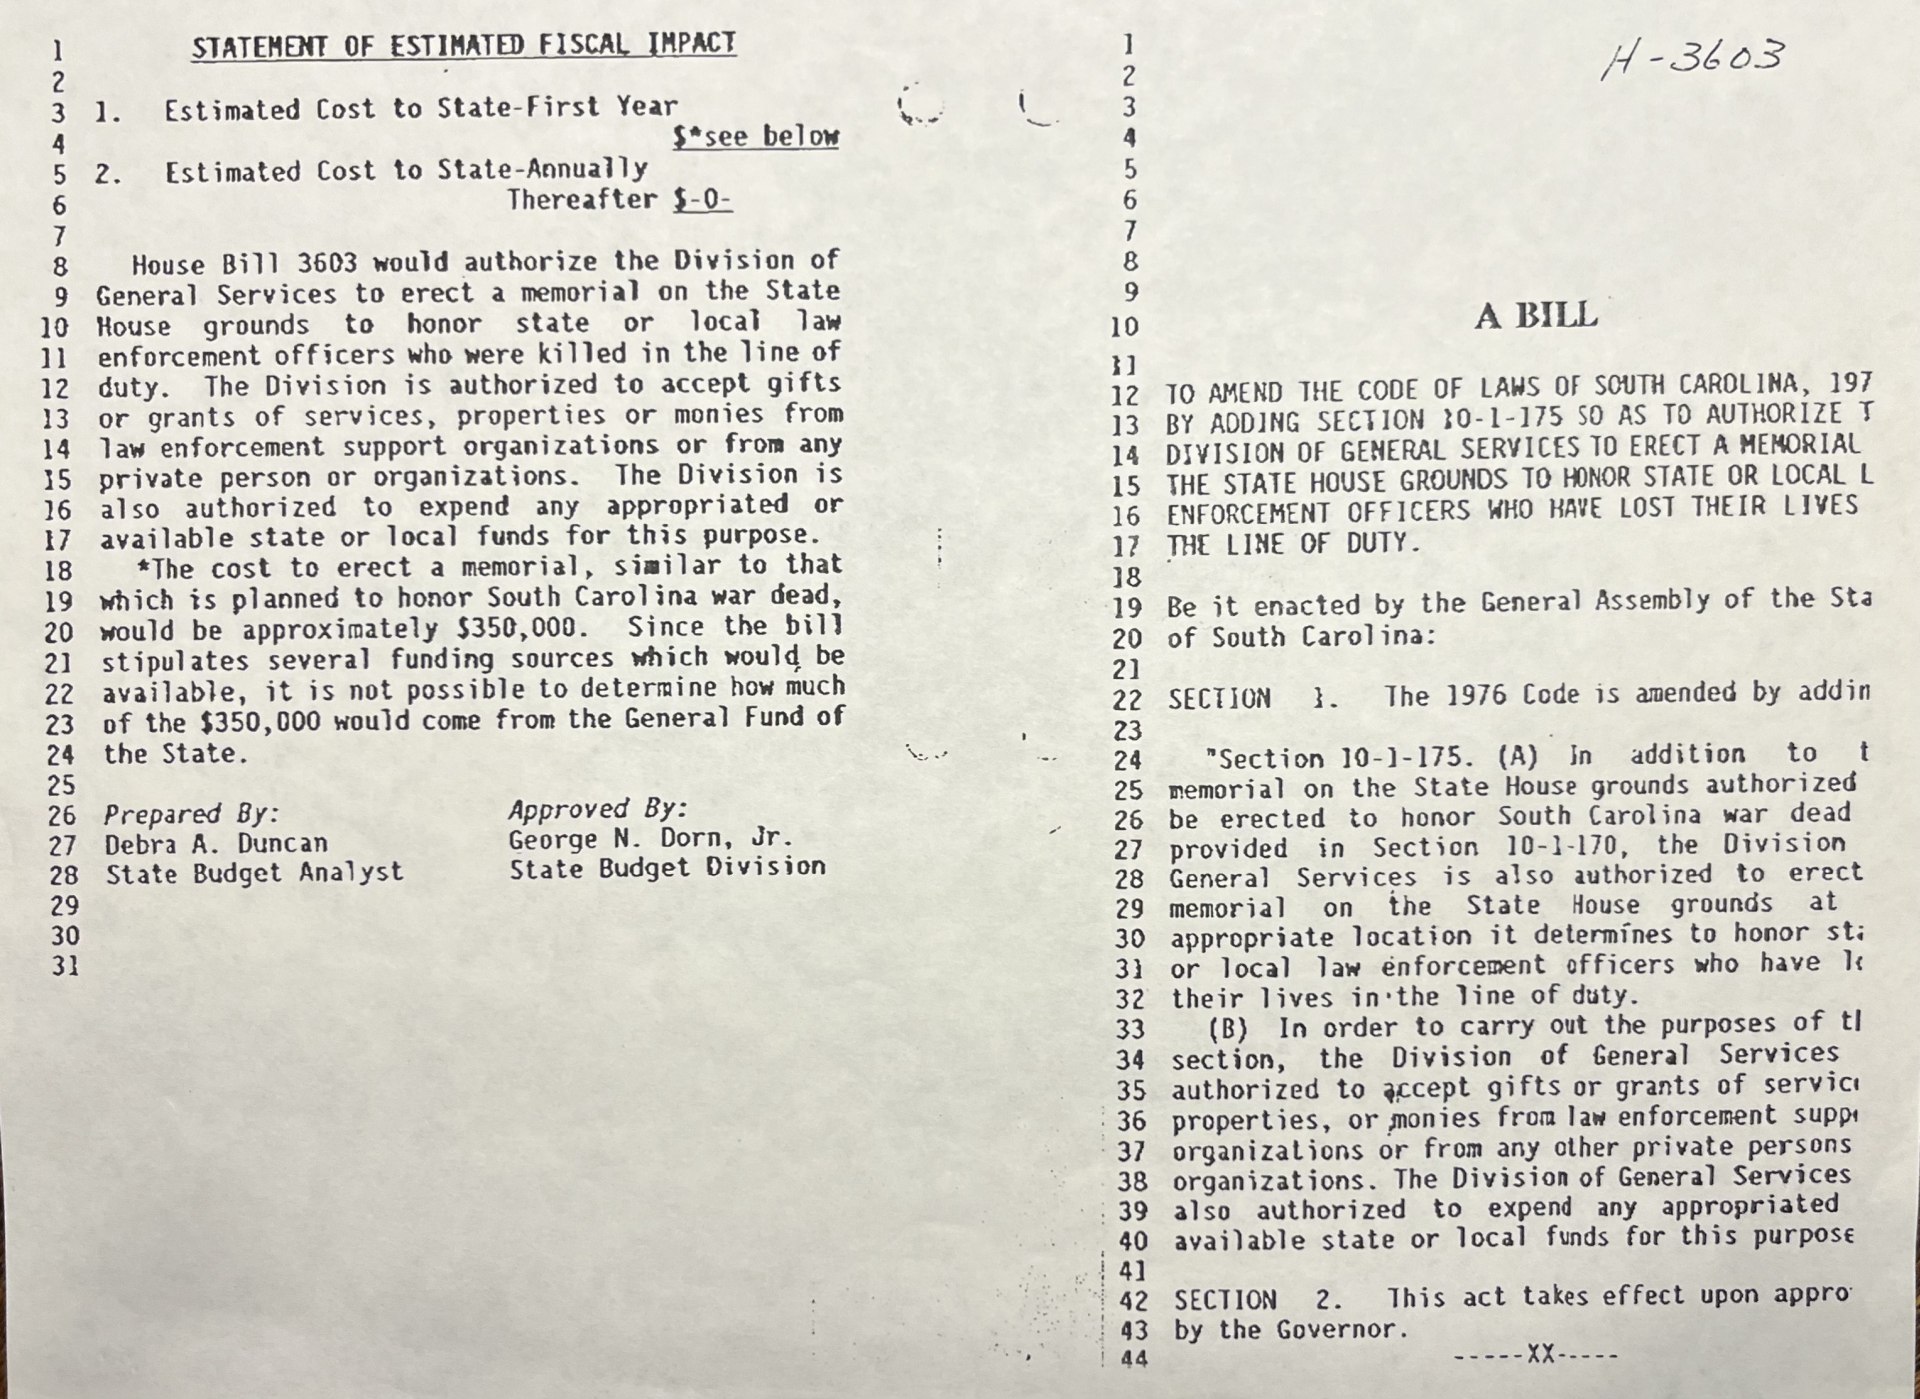 1 STATEMENT OF ESTIMATED FISCAL IMPACT
2
3 1. Estimated Cost to State-First Year
4 $*see below
5 2. Estimated Cost to State-Annually
6 Thereafter $-0-
7
8 House Bill 3603 would authorize the Division of
9 General Services to erect a memorial on the State
10 House grounds to honor state or local law
11 enforcement officers who were killed in the line of
12 duty. The Division is authorized to accept gifts
13 or grants of services, properties or monies from
14 law enforcement support organizations or from any
15 private person or organizations. The Division is
16 also authorized to expend any appropriated or
17 available state or local funds for this purpose.
18 *The cost to erect a memorial, similar to that
19 which is planned to honor South Carolina war dead,
20 would be approximately $350,000. Since the bill
21 stipulates several funding sources which would be
22 available, it is not possible to determine how much
23 of the $350,000 would come from the General Fund of
24 the State.
25
26 Prepared By: Approved By:
27 Debra A. Duncan George N. Dorn, Jr.
28 State Budget Analyst State Budget Division
29
30
31
H-3603
1
2
3
4
5
6
7
8
9
10 A BILL
11
12 TO AMEND THE CODE OF LAWS OF SOUTH CAROLINA, 197
13 BY ADDING SECTION 10-1-175 SO AS TO AUTHORIZE T
14 DIVISION OF GENERAL SERVICES TO ERECT A MEMORIAL
15 THE STATE HOUSE GROUNDS TO HONOR STATE OR LOCAL L
16 ENFORCEMENT OFFICERS WHO HAVE LOST THEIR LIVES
17 THE LINE OF DUTY.
18
19 Be it enacted by the General Assembly of the Sta
20 of South Carolina:
21
22 SECTION 1. The 1976 Code is amended by addin
23
24 "Section 10-1-175. (A) In addition to t
25 memorial on the State House grounds authorized
26 be erected to honor South Carolina war dead
27 provided in Section 10-1-170, the Division
28 General Services is also authorized to erect
29 memorial on the State House grounds at
30 appropriate location it determines to honor sta
31 or local law enforcement officers who have lo
32 their lives in the line of duty.
33 (B) In order to carry out the purposes of th
34 section, the Division of General Services
35 authorized to accept gifts or grants of servic
36 properties, or monies from law enforcement supp
37 organizations or from any other private persons
38 organizations. The Division of General Services
39 also authorized to expend any appropriated
40 available state or local funds for this purpose
41
42 SECTION 2. This act takes effect upon appro
43 by the Governor.
44 -----XX-----